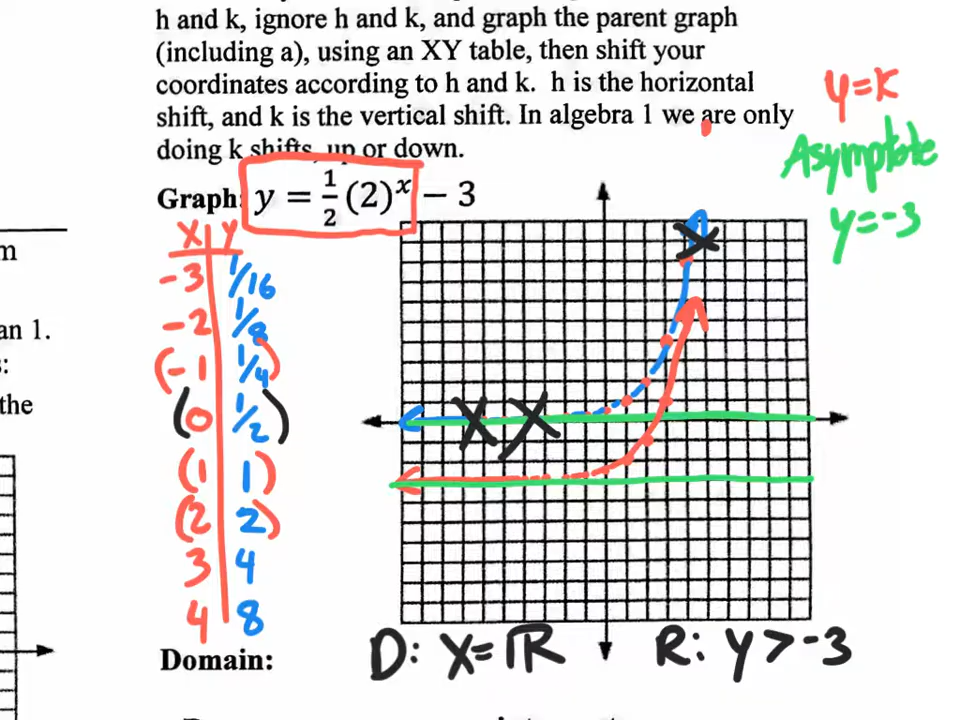 h and k, ignore h and k, and graph the parent graph
(including a), using an XY table, then shift your
coordinates according to h and k. h is the horizontal
shift, and k is the vertical shift. In algebra 1 we are only
doing k shifts, up or down.
y=K
Asymptote
y=-3
Graph: y = 1/2 (2)^x − 3
X | Y
-3 1/16
-2 1/8
(-1 1/4)
(0 1/2)
(1 1)
(2 2)
3 4
4 8
m
an 1.
s:
the
Domain:
D: X=ℝ R: y>-3